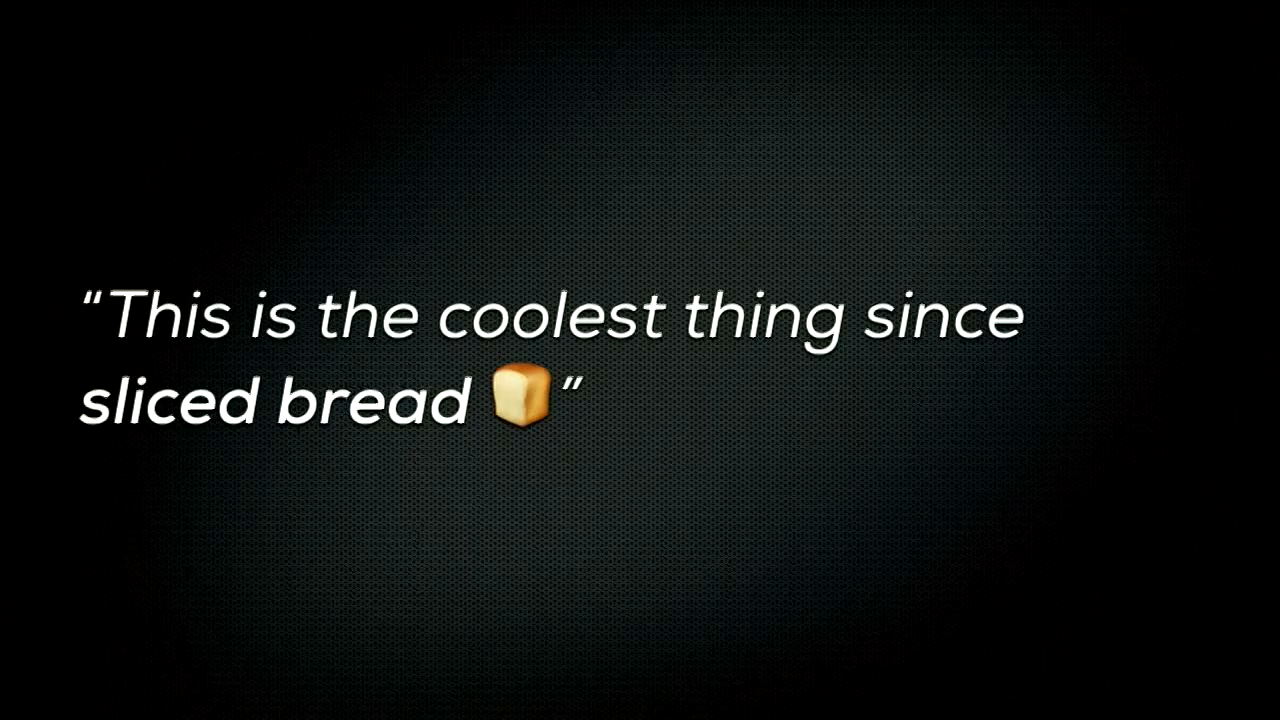 “This is the coolest thing since
sliced bread 🍞”